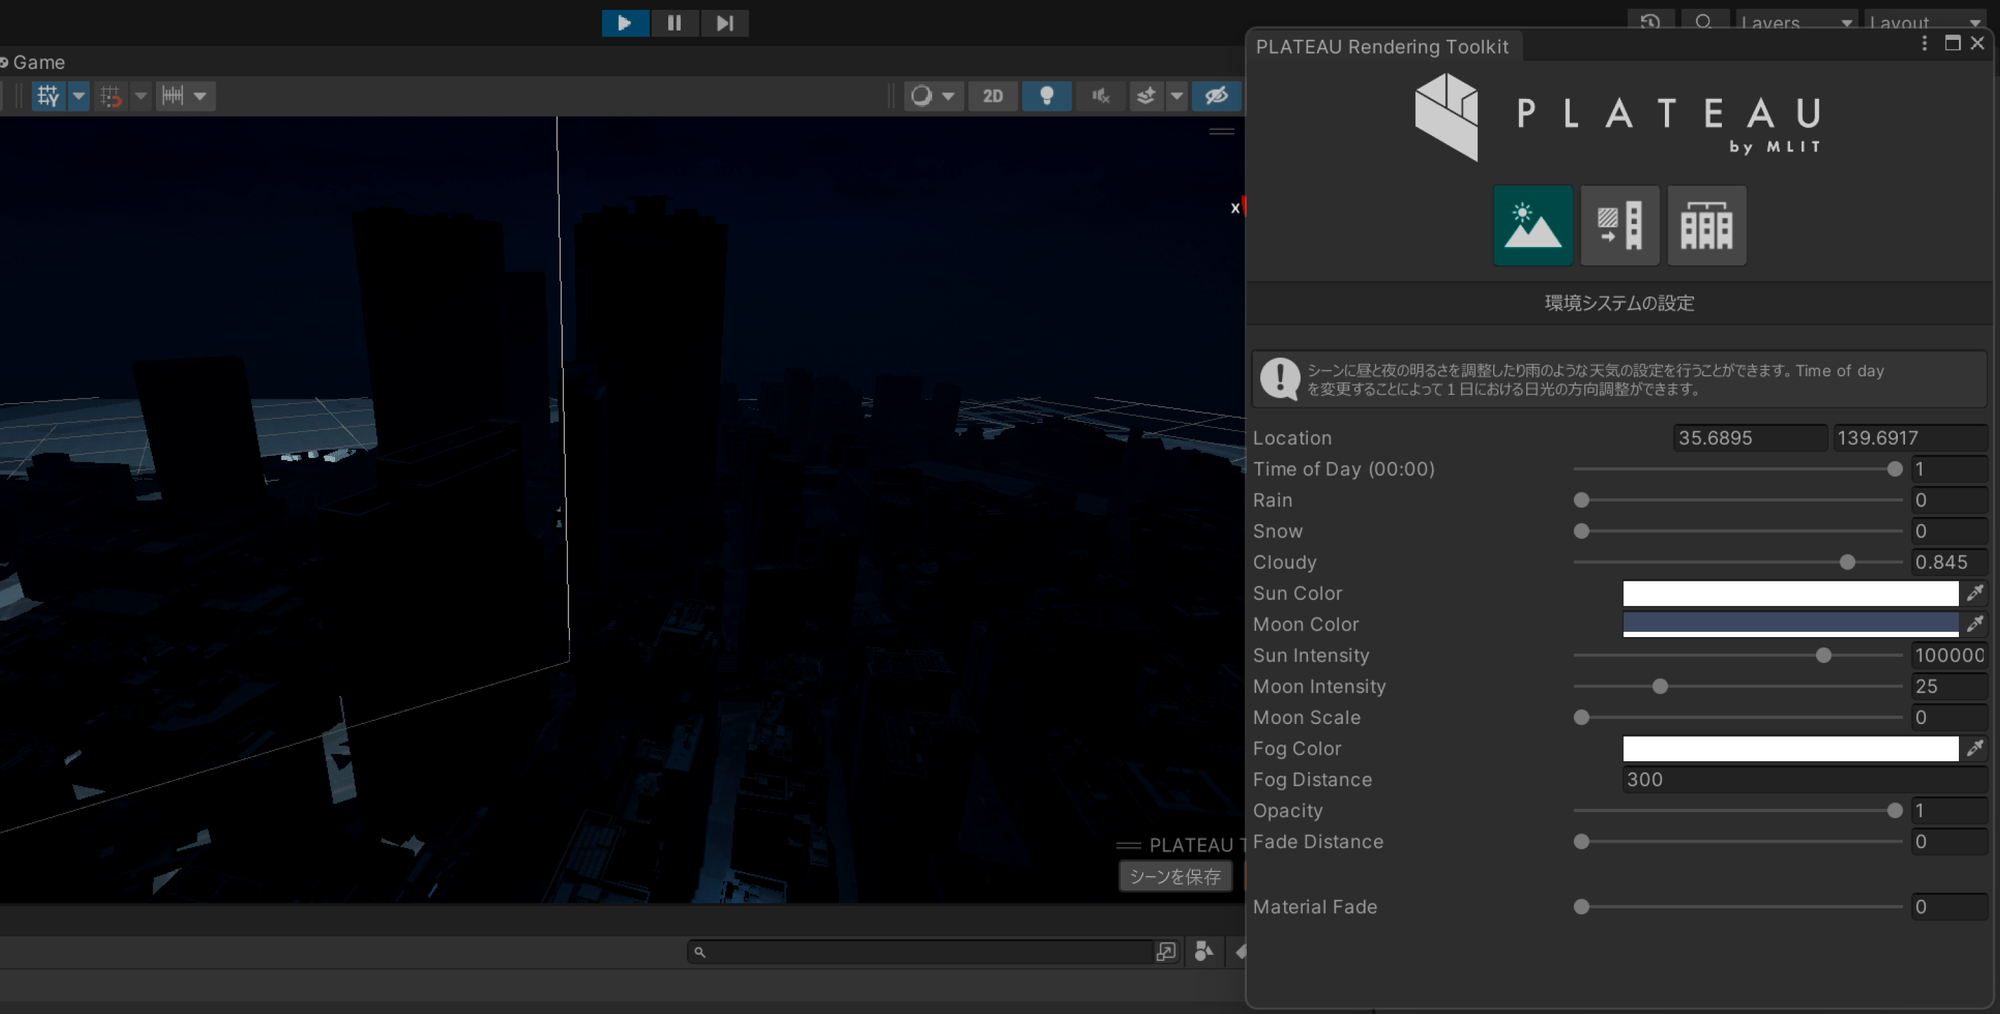 Layers
Layout
Game
2D
X
PLATEAU
シーンを保存
PLATEAU Rendering Toolkit
PLATEAU
by MLIT
環境システムの設定
シーンに昼と夜の明るさを調整したり雨のような天気の設定を行うことができます。Time of day
を変更することによって1日における日光の方向調整ができます。
Location 35.6895 139.6917
Time of Day (00:00) 1
Rain 0
Snow 0
Cloudy 0.845
Sun Color
Moon Color
Sun Intensity 100000
Moon Intensity 25
Moon Scale 0
Fog Color
Fog Distance 300
Opacity 1
Fade Distance 0
Material Fade 0